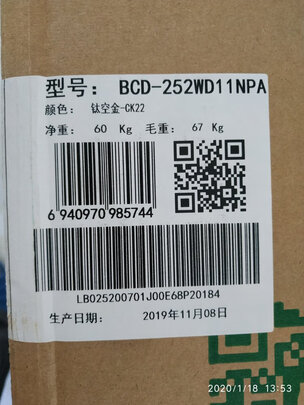 型号: BCD-252WD11NPA
颜色: 钛空金-CK22
净重: 60 Kg 毛重: 67 Kg
6 940970 985744
LB025200701J00E68P20184
生产日期: 2019年11月08日
2020/1/18 13:53